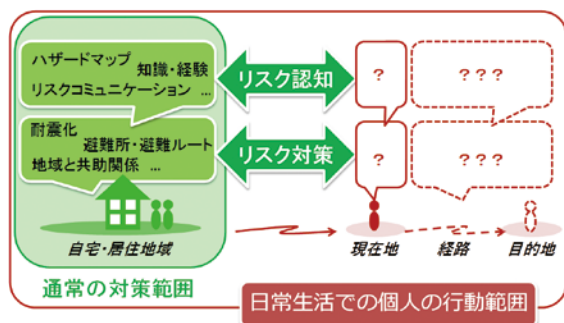 ハザードマップ
知識・経験
リスクコミュニケーション …
リスク認知
?
? ? ?
耐震化
避難所・避難ルート
地域と共助関係 …
リスク対策
?
? ? ?
自宅・居住地域
現在地
経路
目的地
通常の対策範囲
日常生活での個人の行動範囲